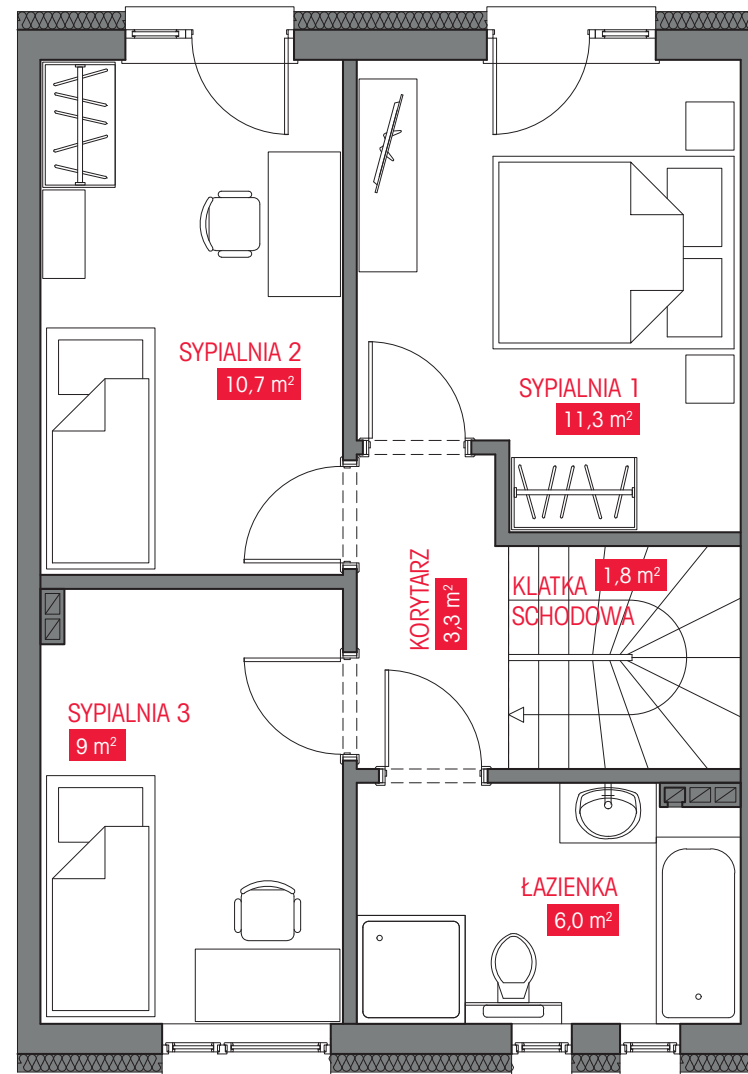 SYPIALNIA 2
10,7 m²
SYPIALNIA 1
11,3 m²
KORYTARZ
3,3 m²
KLATKA
SCHODOWA
1,8 m²
SYPIALNIA 3
9 m²
ŁAZIENKA
6,0 m²